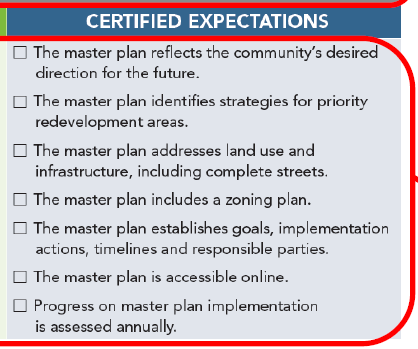 CERTIFIED EXPECTATIONS
☐ The master plan reflects the community's desired
direction for the future.
☐ The master plan identifies strategies for priority
redevelopment areas.
☐ The master plan addresses land use and
infrastructure, including complete streets.
☐ The master plan includes a zoning plan.
☐ The master plan establishes goals, implementation
actions, timelines and responsible parties.
☐ The master plan is accessible online.
☐ Progress on master plan implementation
is assessed annually.